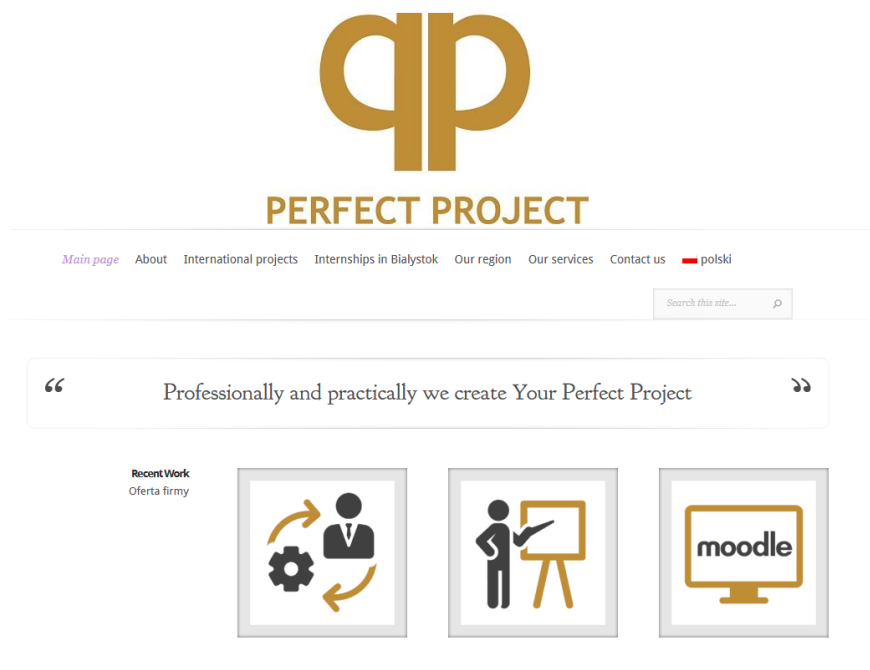 PERFECT PROJECT
Main page About International projects Internships in Bialystok Our region Our services Contact us polski
Search this site...
“ Professionally and practically we create Your Perfect Project ”
Recent Work
Oferta firmy
moodle